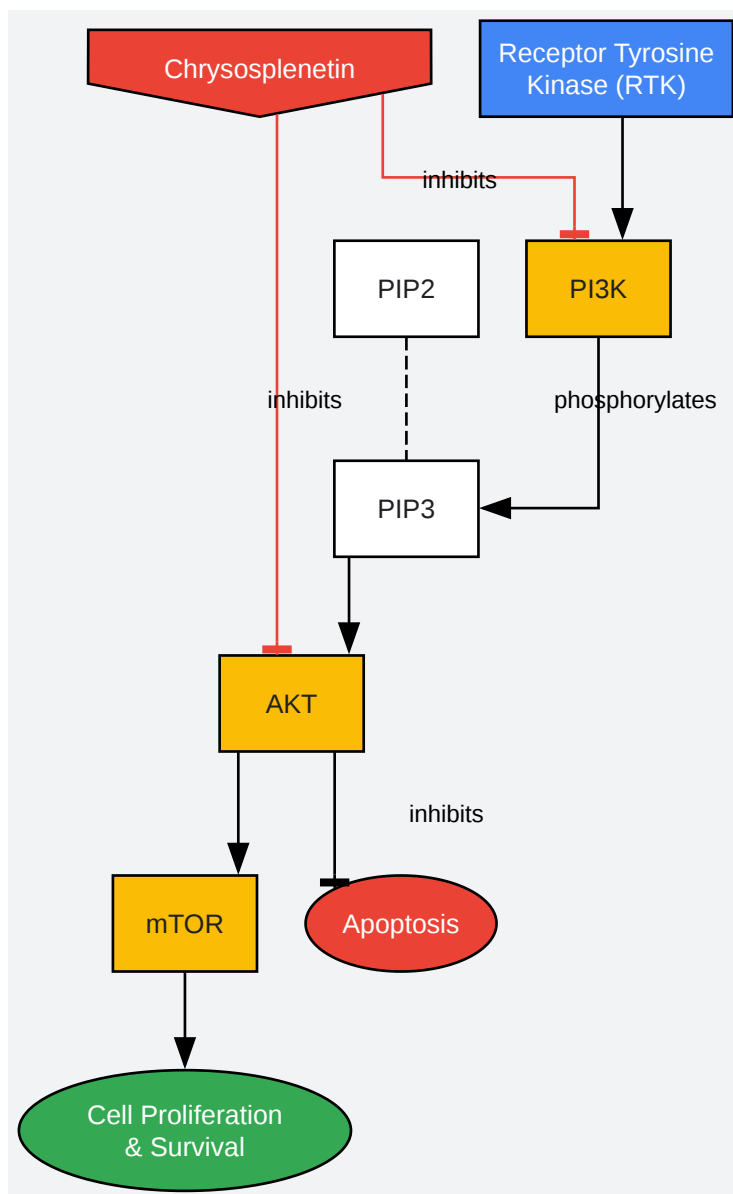 Chrysosplenetin
Receptor Tyrosine
Kinase (RTK)
inhibits
PIP2
PI3K
inhibits
phosphorylates
PIP3
AKT
inhibits
mTOR
Apoptosis
Cell Proliferation
& Survival